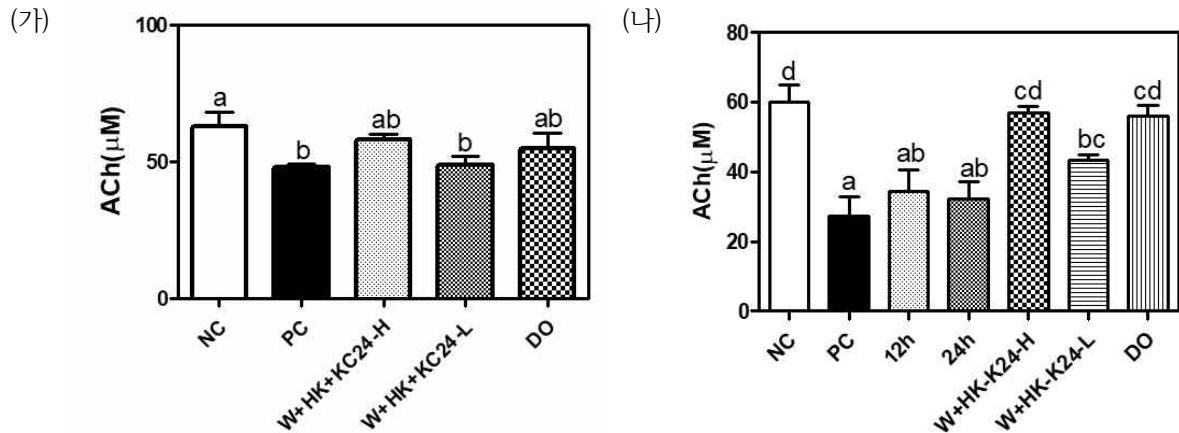 (가)
100
50
0
ACh(μM)
a
b
ab
b
ab
NC
PC
W+HK+KC24-H
W+HK+KC24-L
DO
(나)
80
60
40
20
0
ACh(μM)
d
a
ab
ab
cd
bc
cd
NC
PC
12h
24h
W+HK-K24-H
W+HK-K24-L
DO